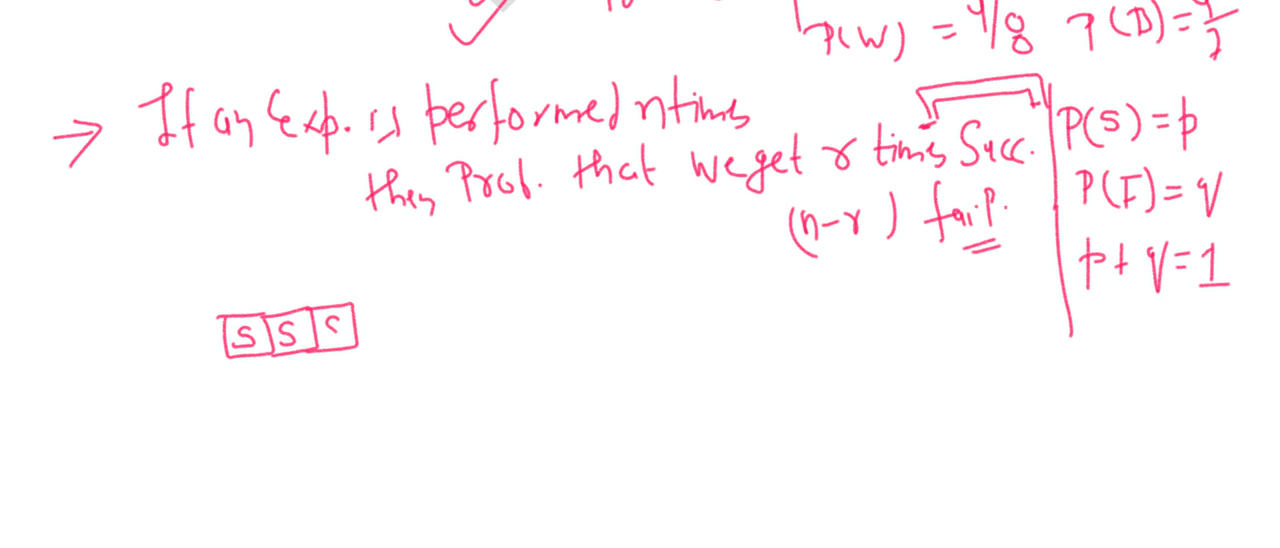 P(W) = 4/8
→ If an Exp. is performed n times
then Prob. that we get r times Succ.
(n-r) fail.
P(S) = p
P(F) = q
p + q = 1
S S S